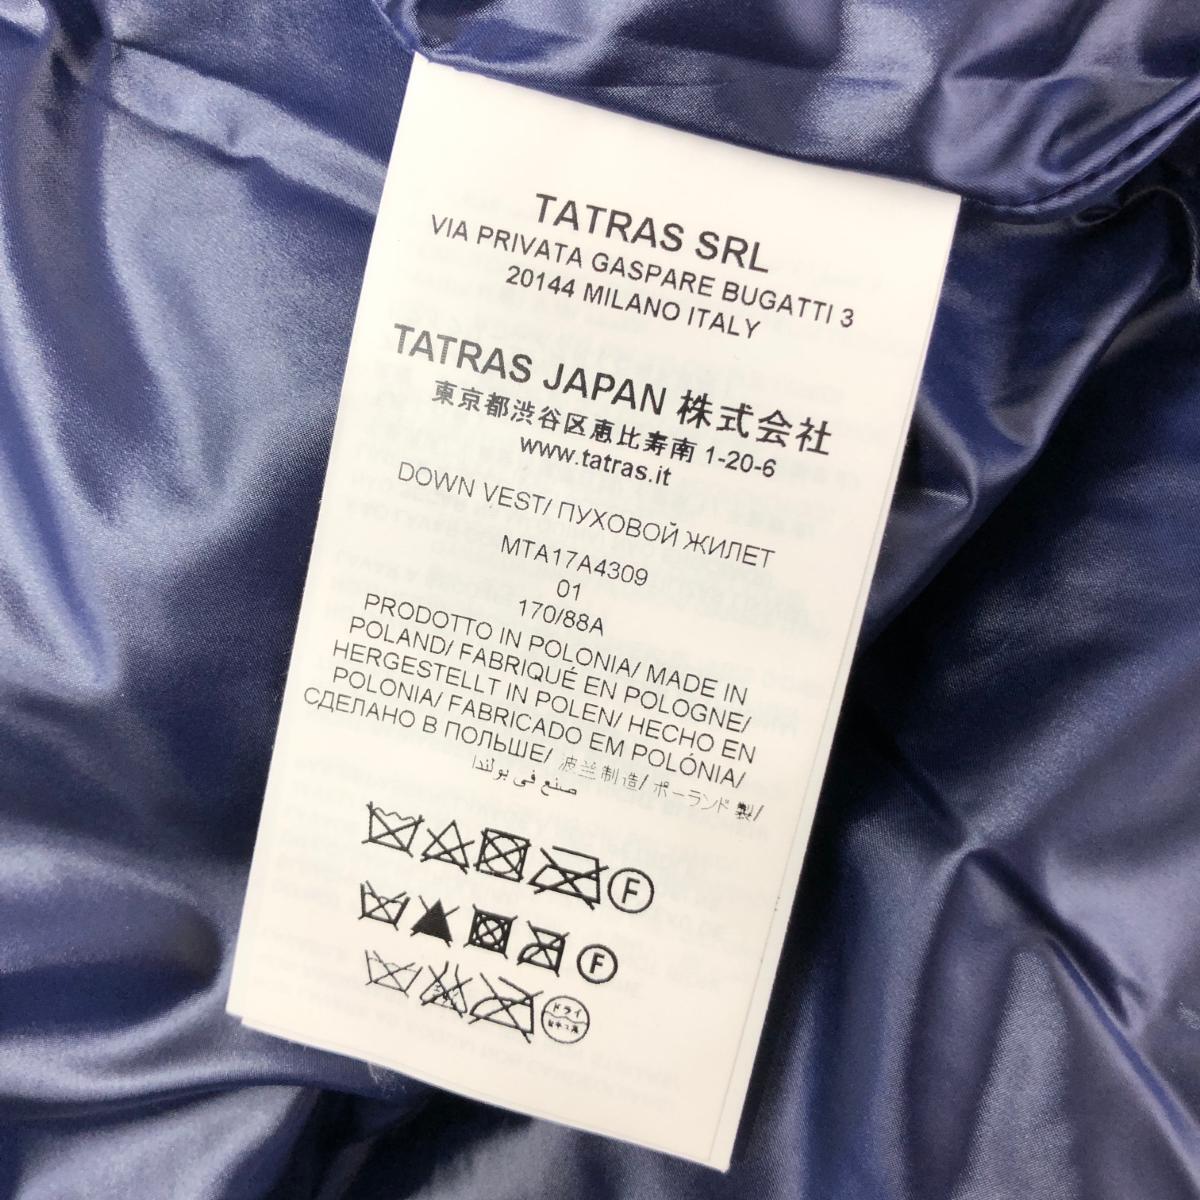 TATRAS SRL
VIA PRIVATA GASPARE BUGATTI 3
20144 MILANO ITALY
TATRAS JAPAN 株式会社
東京都渋谷区恵比寿南 1-20-6
www.tatras.it
DOWN VEST/ ПУХОВОЙ ЖИЛЕТ
MTA17A4309
01
170/88A
PRODOTTO IN POLONIA/ MADE IN
POLAND/ FABRIQUÉ EN POLOGNE/
HERGESTELLT IN POLEN/ HECHO EN
POLONIA/ FABRICADO EM POLÓNIA/
СДЕЛАНО В ПОЛЬШЕ/ 波兰制造/ ポーランド 製/
صنع في بولندا
F
F
ドライ
セキユ系